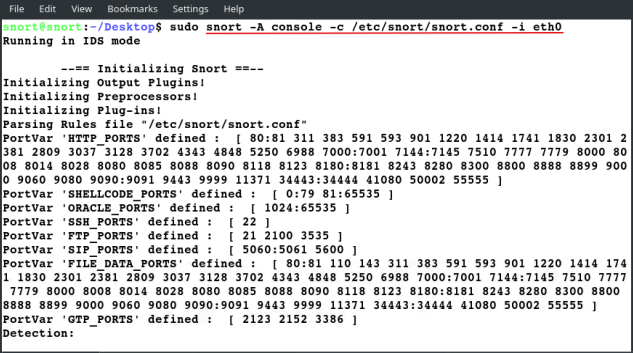 File Edit View Bookmarks Settings Help
snort@snort:~/Desktop$ sudo snort -A console -c /etc/snort/snort.conf -i eth0
Running in IDS mode
--== Initializing Snort ==--
Initializing Output Plugins!
Initializing Preprocessors!
Initializing Plug-ins!
Parsing Rules file "/etc/snort/snort.conf"
PortVar 'HTTP_PORTS' defined :  [ 80:81 311 383 591 593 901 1220 1414 1741 1830 2301 2
381 2809 3037 3128 3702 4343 4848 5250 6988 7000:7001 7144:7145 7510 7777 7779 8000 80
08 8014 8028 8080 8085 8088 8090 8118 8123 8180:8181 8243 8280 8300 8800 8888 8899 900
0 9060 9080 9090:9091 9443 9999 11371 34443:34444 41080 50002 55555 ]
PortVar 'SHELLCODE_PORTS' defined :  [ 0:79 81:65535 ]
PortVar 'ORACLE_PORTS' defined :  [ 1024:65535 ]
PortVar 'SSH_PORTS' defined :  [ 22 ]
PortVar 'FTP_PORTS' defined :  [ 21 2100 3535 ]
PortVar 'SIP_PORTS' defined :  [ 5060:5061 5600 ]
PortVar 'FILE_DATA_PORTS' defined :  [ 80:81 110 143 311 383 591 593 901 1220 1414 174
1 1830 2301 2381 2809 3037 3128 3702 4343 4848 5250 6988 7000:7001 7144:7145 7510 7777
7779 8000 8008 8014 8028 8080 8085 8088 8090 8118 8123 8180:8181 8243 8280 8300 8800
8888 8899 9000 9060 9080 9090:9091 9443 9999 11371 34443:34444 41080 50002 55555 ]
PortVar 'GTP_PORTS' defined :  [ 2123 2152 3386 ]
Detection: